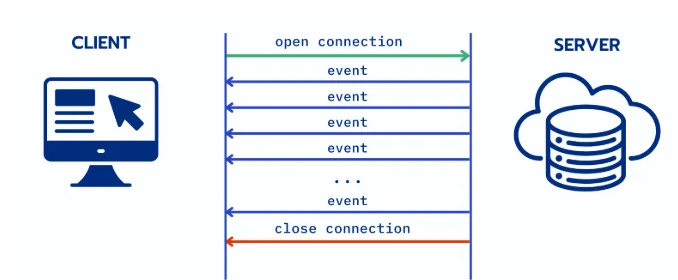 CLIENT
SERVER
open connection
event
event
event
event
...
event
close connection